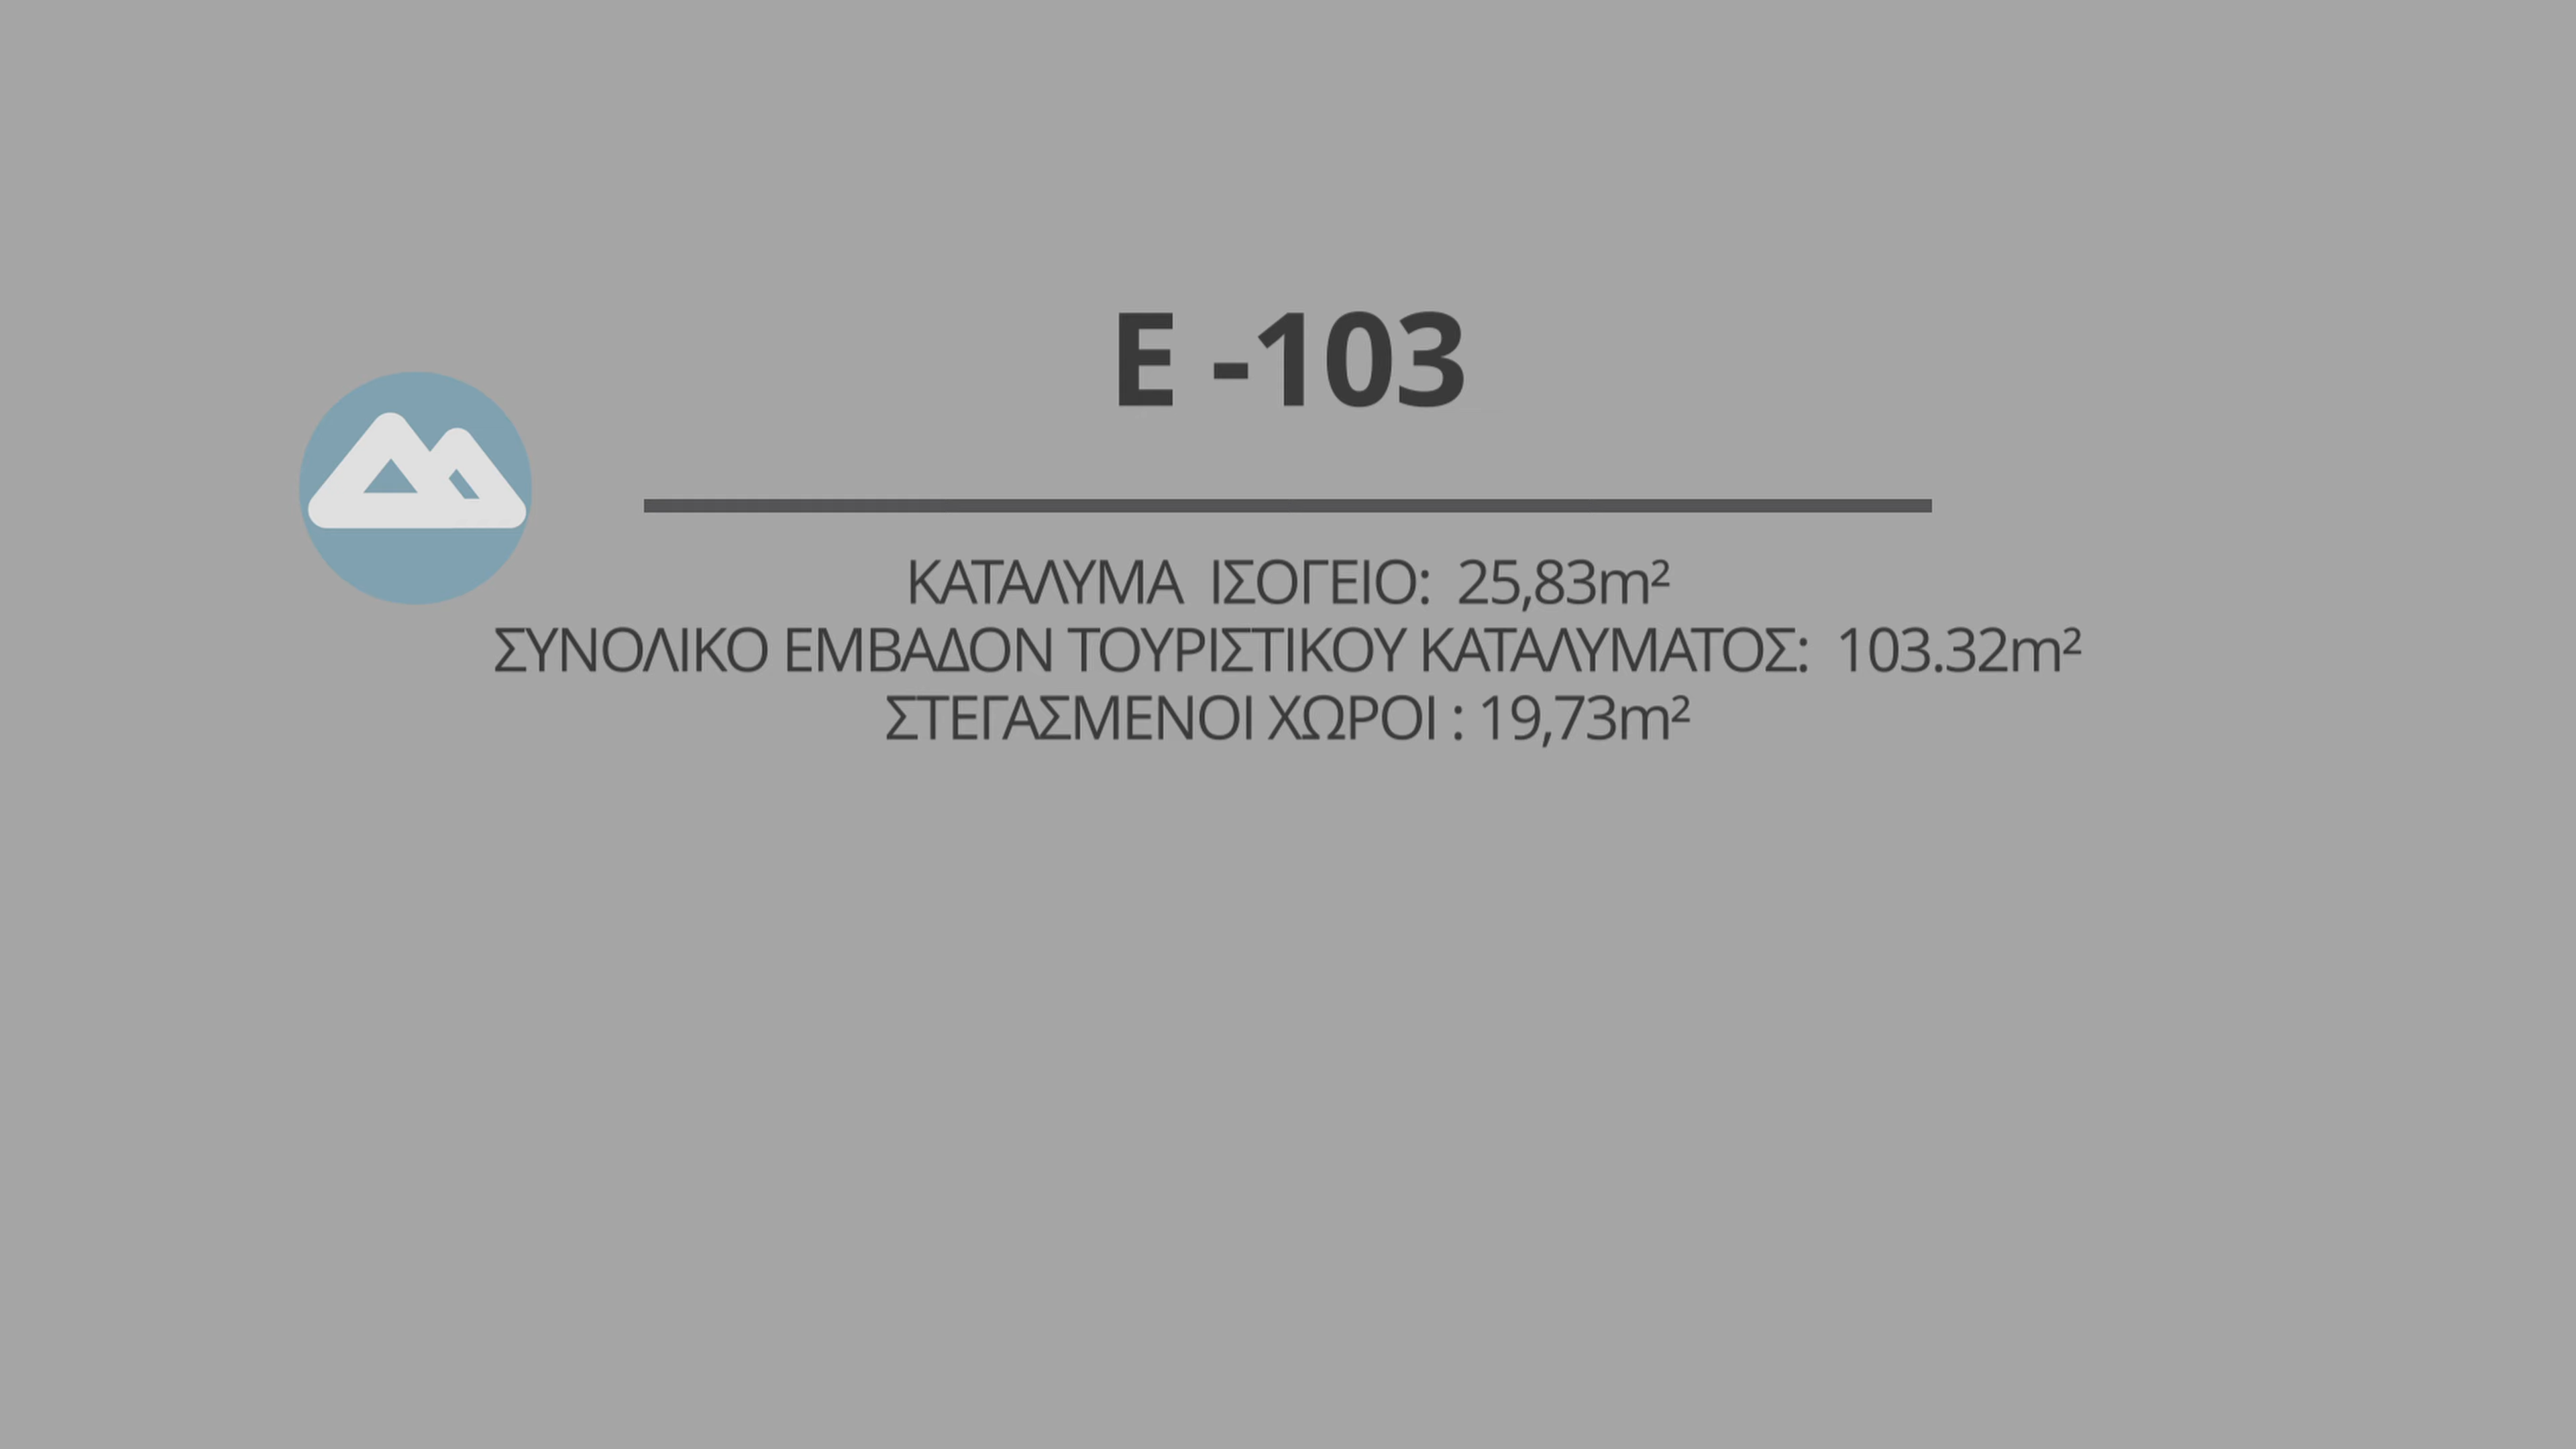 E -103
ΚΑΤΑΛΥΜΑ ΙΣΟΓΕΙΟ: 25,83m²
ΣΥΝΟΛΙΚΟ ΕΜΒΑΔΟΝ ΤΟΥΡΙΣΤΙΚΟΥ ΚΑΤΑΛΥΜΑΤΟΣ: 103.32m²
ΣΤΕΓΑΣΜΕΝΟΙ ΧΩΡΟΙ : 19,73m²